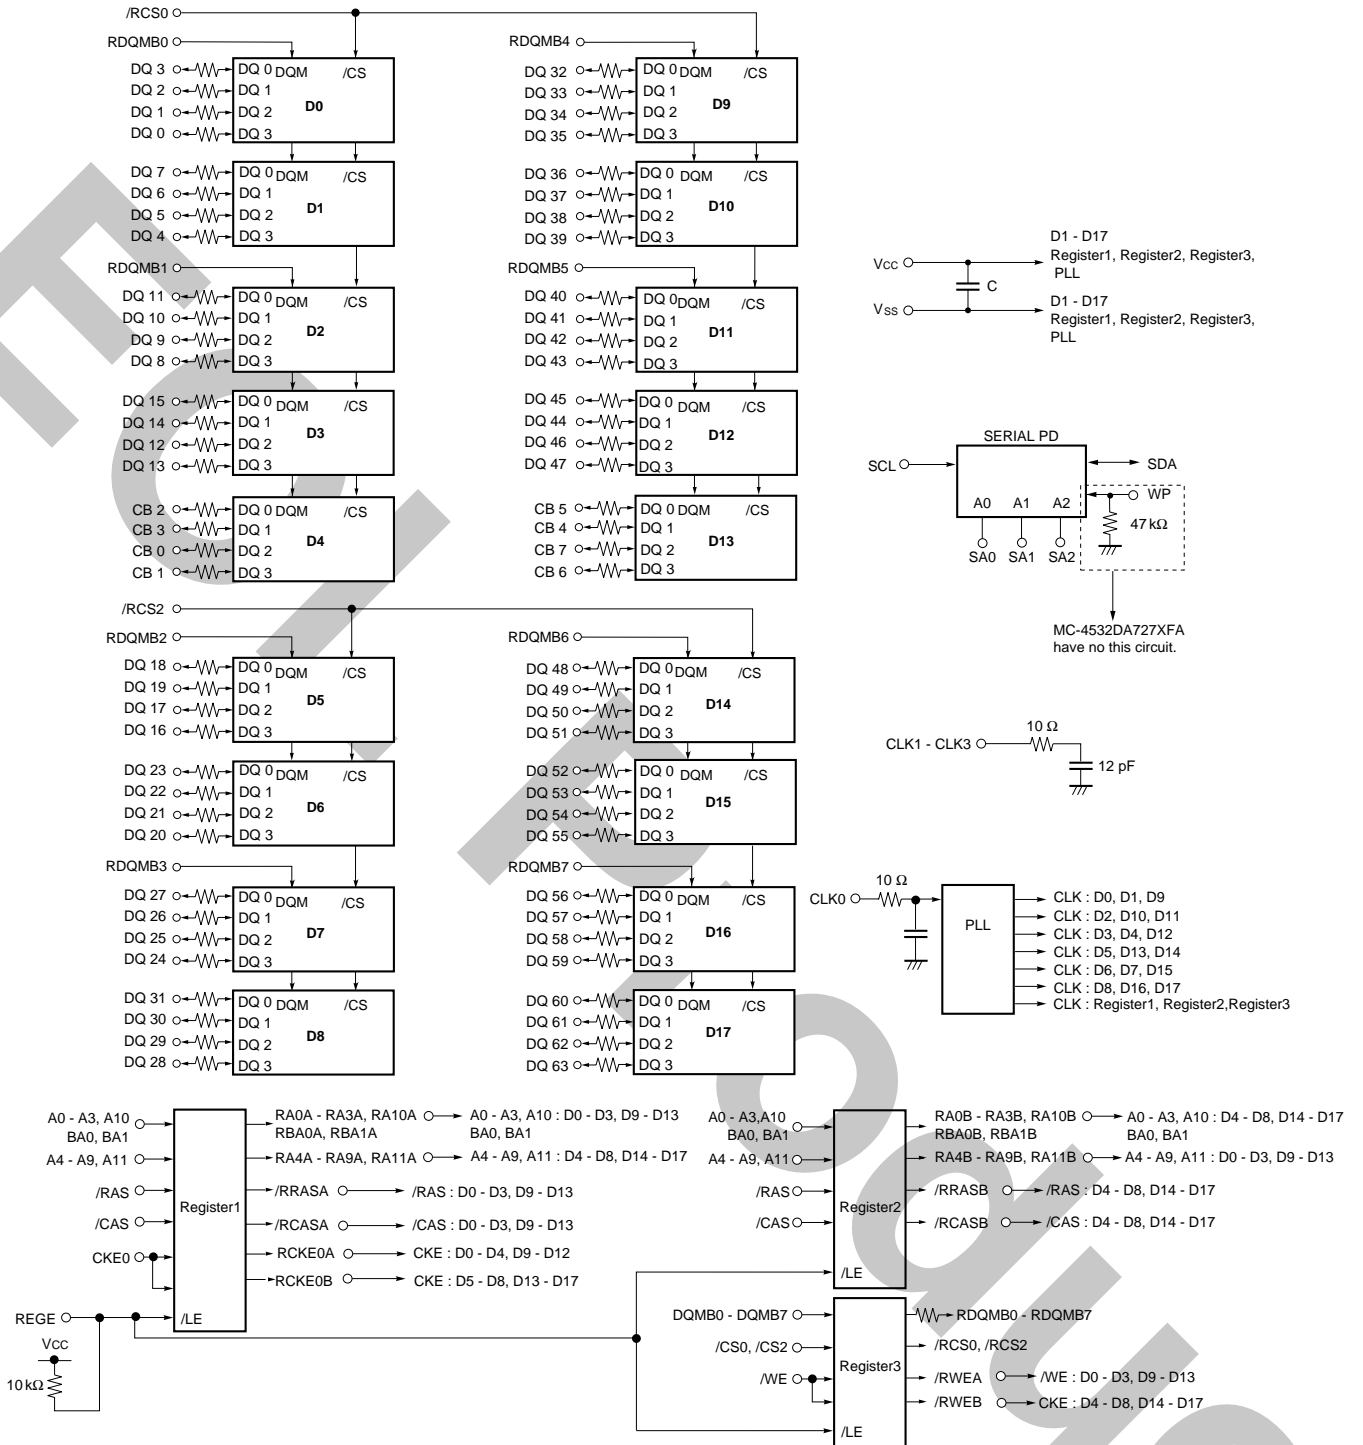 /RCS0
RDQMB0
DQ 3 DQ 0 DQM /CS
DQ 2 DQ 1
D0
DQ 1 DQ 2
DQ 0 DQ 3
DQ 7 DQ 0 DQM /CS
DQ 6 DQ 1
D1
DQ 5 DQ 2
DQ 4 DQ 3
RDQMB1
DQ 11 DQ 0 DQM /CS
DQ 10 DQ 1
D2
DQ 9 DQ 2
DQ 8 DQ 3
DQ 15 DQ 0 DQM /CS
DQ 14 DQ 1
D3
DQ 12 DQ 2
DQ 13 DQ 3
CB 2 DQ 0 DQM /CS
CB 3 DQ 1
D4
CB 0 DQ 2
CB 1 DQ 3
RDQMB4
DQ 32 DQ 0 DQM /CS
DQ 33 DQ 1
D9
DQ 34 DQ 2
DQ 35 DQ 3
DQ 36 DQ 0 DQM /CS
DQ 37 DQ 1
D10
DQ 38 DQ 2
DQ 39 DQ 3
RDQMB5
DQ 40 DQ 0 DQM /CS
DQ 41 DQ 1
D11
DQ 42 DQ 2
DQ 43 DQ 3
DQ 45 DQ 0 DQM /CS
DQ 44 DQ 1
D12
DQ 46 DQ 2
DQ 47 DQ 3
CB 5 DQ 0 DQM /CS
CB 4 DQ 1
D13
CB 7 DQ 2
CB 6 DQ 3
/RCS2
RDQMB2
DQ 18 DQ 0 DQM /CS
DQ 19 DQ 1
D5
DQ 17 DQ 2
DQ 16 DQ 3
DQ 23 DQ 0 DQM /CS
DQ 22 DQ 1
D6
DQ 21 DQ 2
DQ 20 DQ 3
RDQMB3
DQ 27 DQ 0 DQM /CS
DQ 26 DQ 1
D7
DQ 25 DQ 2
DQ 24 DQ 3
DQ 31 DQ 0 DQM /CS
DQ 30 DQ 1
D8
DQ 29 DQ 2
DQ 28 DQ 3
RDQMB6
DQ 48 DQ 0 DQM /CS
DQ 49 DQ 1
D14
DQ 50 DQ 2
DQ 51 DQ 3
DQ 52 DQ 0 DQM /CS
DQ 53 DQ 1
D15
DQ 54 DQ 2
DQ 55 DQ 3
RDQMB7
DQ 56 DQ 0 DQM /CS
DQ 57 DQ 1
D16
DQ 58 DQ 2
DQ 59 DQ 3
DQ 60 DQ 0 DQM /CS
DQ 61 DQ 1
D17
DQ 62 DQ 2
DQ 63 DQ 3
D1 - D17
VCC Register1, Register2, Register3,
PLL
C
D1 - D17
VSS Register1, Register2, Register3,
PLL
SERIAL PD
SCL SDA
WP
A0 A1 A2
47 kΩ
SA0 SA1 SA2
MC-4532DA727XFA
have no this circuit.
10 Ω
CLK1 - CLK3
12 pF
10 Ω
CLK0
PLL
CLK : D0, D1, D9
CLK : D2, D10, D11
CLK : D3, D4, D12
CLK : D5, D13, D14
CLK : D6, D7, D15
CLK : D8, D16, D17
CLK : Register1, Register2,Register3
A0 - A3, A10 RA0A - RA3A, RA10A A0 - A3, A10 : D0 - D3, D9 - D13
BA0, BA1 RBA0A, RBA1A BA0, BA1
A4 - A9, A11 RA4A - RA9A, RA11A A4 - A9, A11 : D4 - D8, D14 - D17
/RAS /RRASA /RAS : D0 - D3, D9 - D13
Register1
/CAS /RCASA /CAS : D0 - D3, D9 - D13
CKE0 RCKE0A CKE : D0 - D4, D9 - D12
RCKE0B CKE : D5 - D8, D13 - D17
REGE /LE
VCC
10 kΩ
A0 - A3,A10 RA0B - RA3B, RA10B A0 - A3, A10 : D4 - D8, D14 - D17
BA0, BA1 RBA0B, RBA1B BA0, BA1
A4 - A9, A11 RA4B - RA9B, RA11B A4 - A9, A11 : D0 - D3, D9 - D13
/RAS /RRASB /RAS : D4 - D8, D14 - D17
Register2
/CAS /RCASB /CAS : D4 - D8, D14 - D17
/LE
DQMB0 - DQMB7 RDQMB0 - RDQMB7
/CS0, /CS2 /RCS0, /RCS2
Register3
/WE /RWEA /WE : D0 - D3, D9 - D13
/RWEB CKE : D4 - D8, D14 - D17
/LE